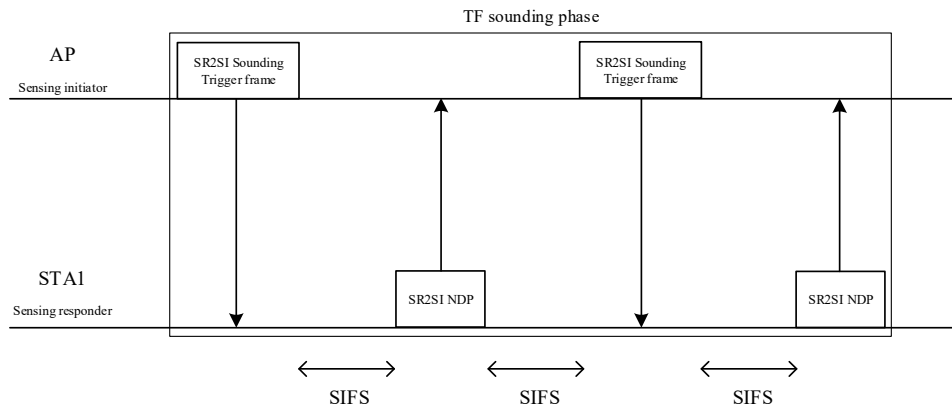 TF sounding phase
AP
Sensing initiator
SR2SI Sounding
Trigger frame
SR2SI Sounding
Trigger frame
STA1
Sensing responder
SR2SI NDP
SR2SI NDP
SIFS
SIFS
SIFS